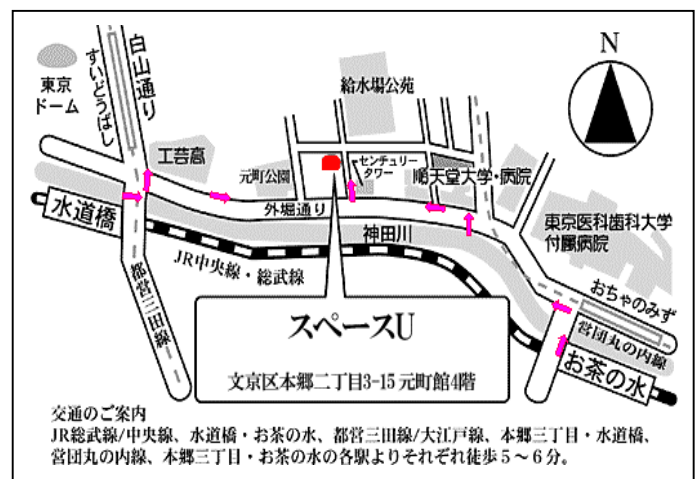 N
白山通り
すいどうばし
東京
ドーム
給水場公苑
工芸高
元町公園
センチュリー
タワー
順天堂大学・病院
外堀通り
東京医科歯科大学
付属病院
水道橋
神田川
JR中央線・総武線
おちゃのみず
営団丸の内線
都営三田線
お茶の水
スペースU
文京区本郷二丁目3-15 元町館4階
交通のご案内
JR総武線/中央線、水道橋・お茶の水、都営三田線/大江戸線、本郷三丁目・水道橋、
営団丸の内線、本郷三丁目・お茶の水の各駅よりそれぞれ徒歩５～６分。